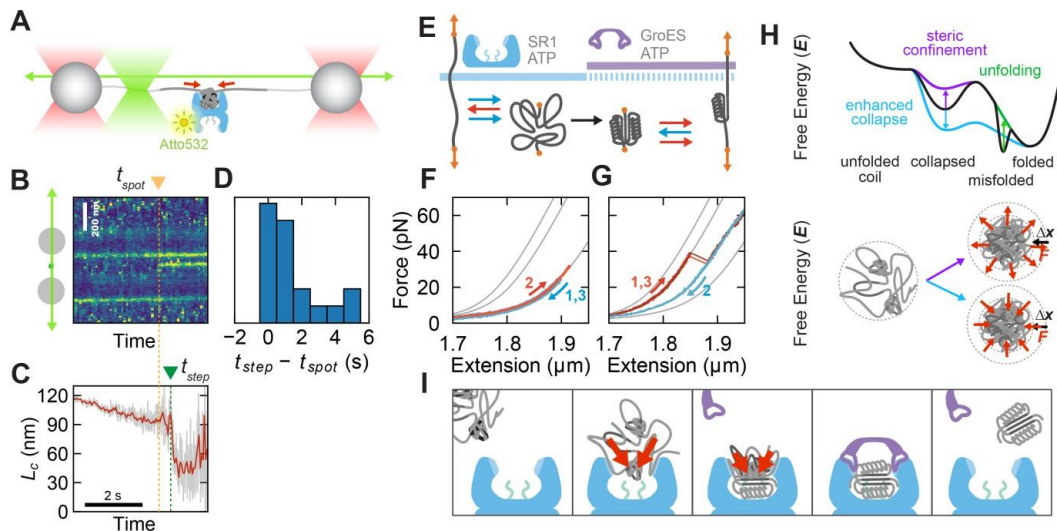 A
Atto532
B
t_spot
200 nm
Time
C
t_step
L_c (nm)
120
90
60
30
0
2 s
Time
D
−2 0 2 4 6
t_step − t_spot (s)
E
SR1
ATP
GroES
ATP
F
Force (pN)
60
40
20
0
2
1,3
1.7 1.8 1.9
Extension (µm)
G
1,3
2
1.7 1.8 1.9
Extension (µm)
H
Free Energy (E)
steric
confinement
unfolding
enhanced
collapse
unfolded
coil
collapsed
folded
misfolded
Free Energy (E)
Δx
F
Δx
F
I